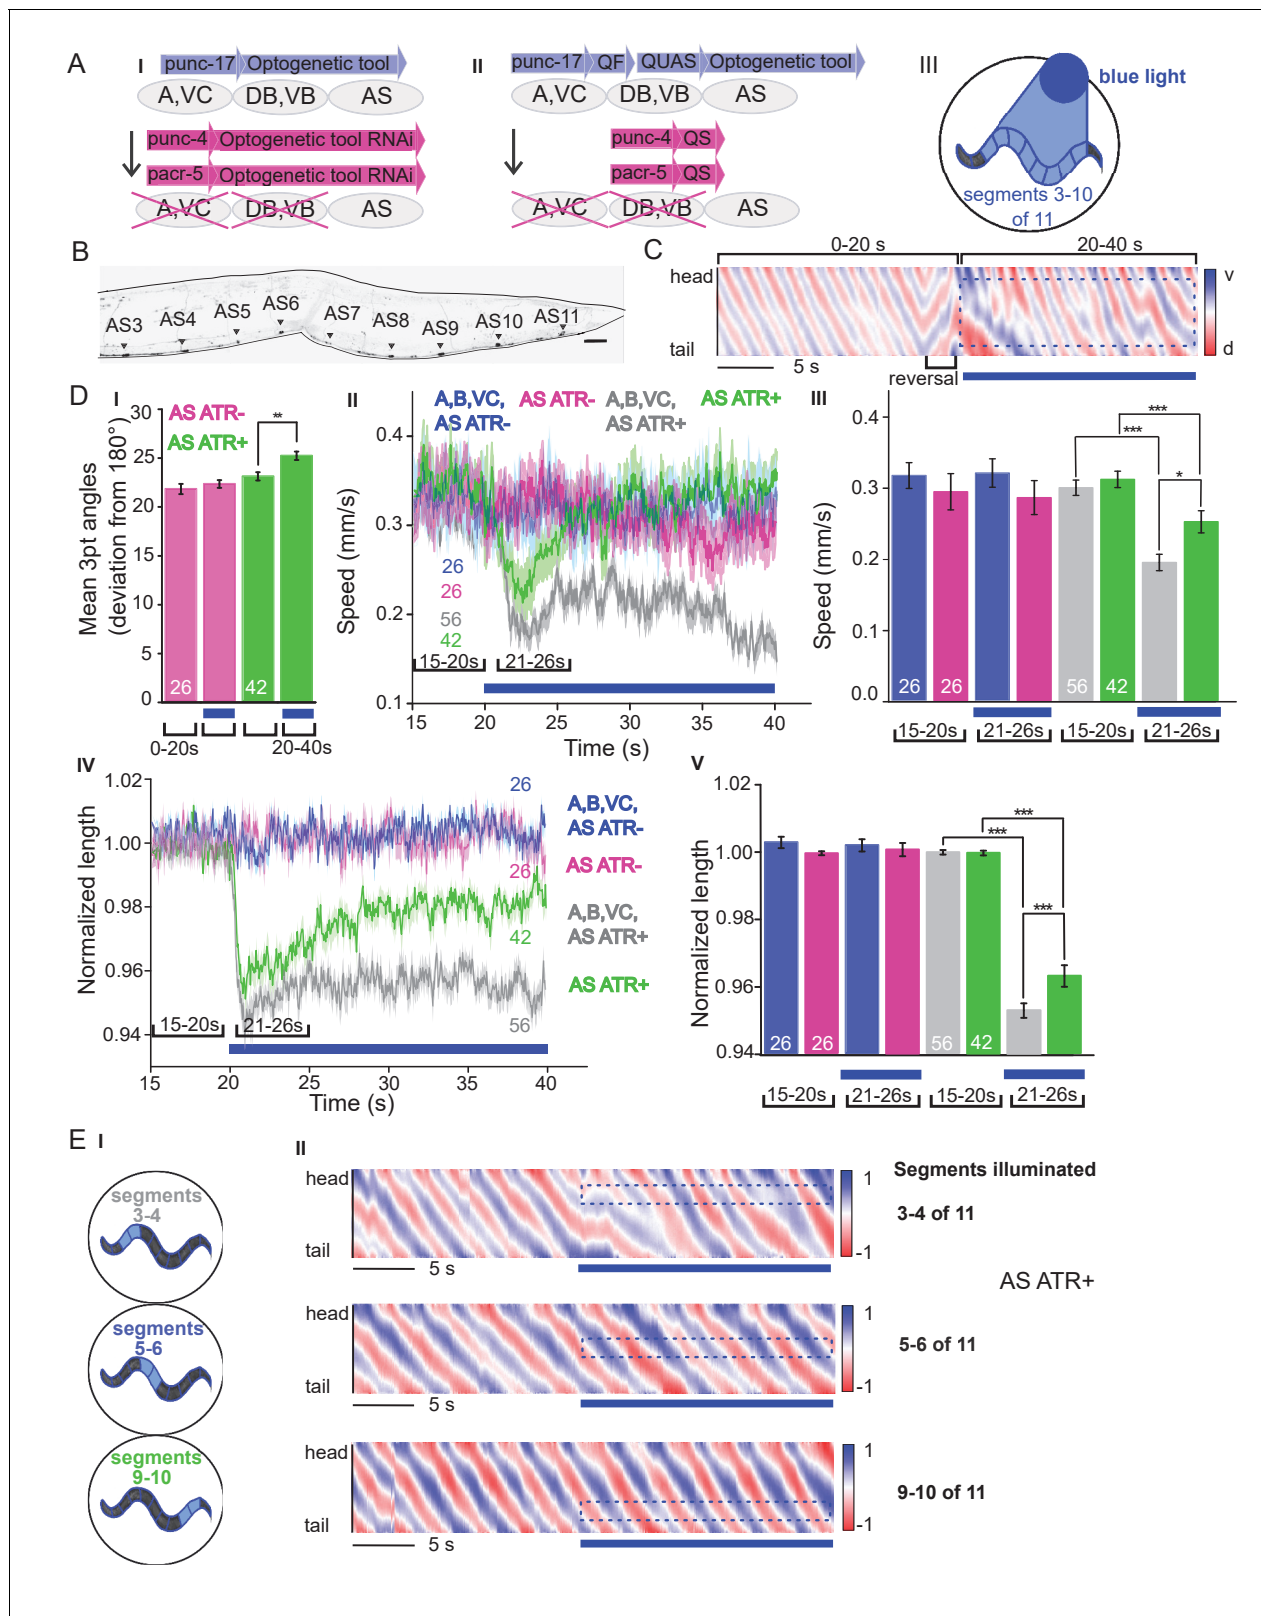 A
I
punc-17
Optogenetic tool
A,VC
DB,VB
AS
punc-4
Optogenetic tool RNAi
pacr-5
Optogenetic tool RNAi
A,VC
DB,VB
AS
II
punc-17
QF
QUAS
Optogenetic tool
A,VC
DB,VB
AS
punc-4
QS
pacr-5
QS
A,VC
DB,VB
AS
III
blue light
segments 3-10
of 11
B
AS3
AS4
AS5
AS6
AS7
AS8
AS9
AS10
AS11
C
0-20 s
20-40 s
head
tail
v
d
5 s
reversal
D
I
AS ATR-
AS ATR+
**
Mean 3pt angles
(deviation from 180°)
30
25
20
15
10
5
0
26
42
0-20s
20-40s
II
A,B,VC,
AS ATR-
AS ATR-
A,B,VC,
AS ATR+
AS ATR+
Speed (mm/s)
0.4
0.3
0.2
0.1
26
26
56
42
15-20s
21-26s
15
20
25
30
35
40
Time (s)
III
Speed (mm/s)
0.4
0.3
0.2
0.1
0.0
***
***
*
26
26
56
42
15-20s
21-26s
15-20s
21-26s
IV
Normalized length
1.02
1.00
0.98
0.96
0.94
26
26
42
56
A,B,VC,
AS ATR-
AS ATR-
A,B,VC,
AS ATR+
AS ATR+
15-20s
21-26s
15
20
25
30
35
40
Time (s)
V
Normalized length
1.02
1.00
0.98
0.96
0.94
***
***
***
26
26
56
42
15-20s
21-26s
15-20s
21-26s
E
I
segments
3-4
segments
5-6
segments
9-10
II
head
tail
5 s
1
-1
Segments illuminated
3-4 of 11
AS ATR+
head
tail
5 s
1
-1
5-6 of 11
head
tail
5 s
1
-1
9-10 of 11